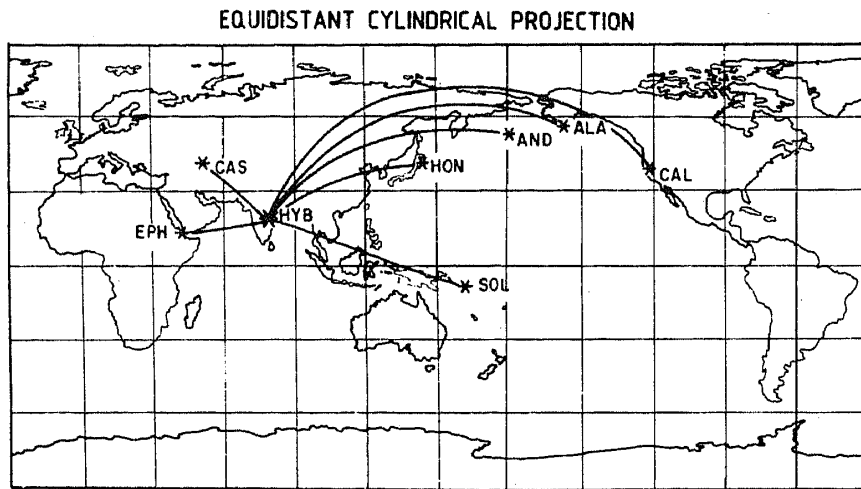 EQUIDISTANT CYLINDRICAL PROJECTION
ALA
AND
CAS
HON
CAL
HYB
EPH
SOL